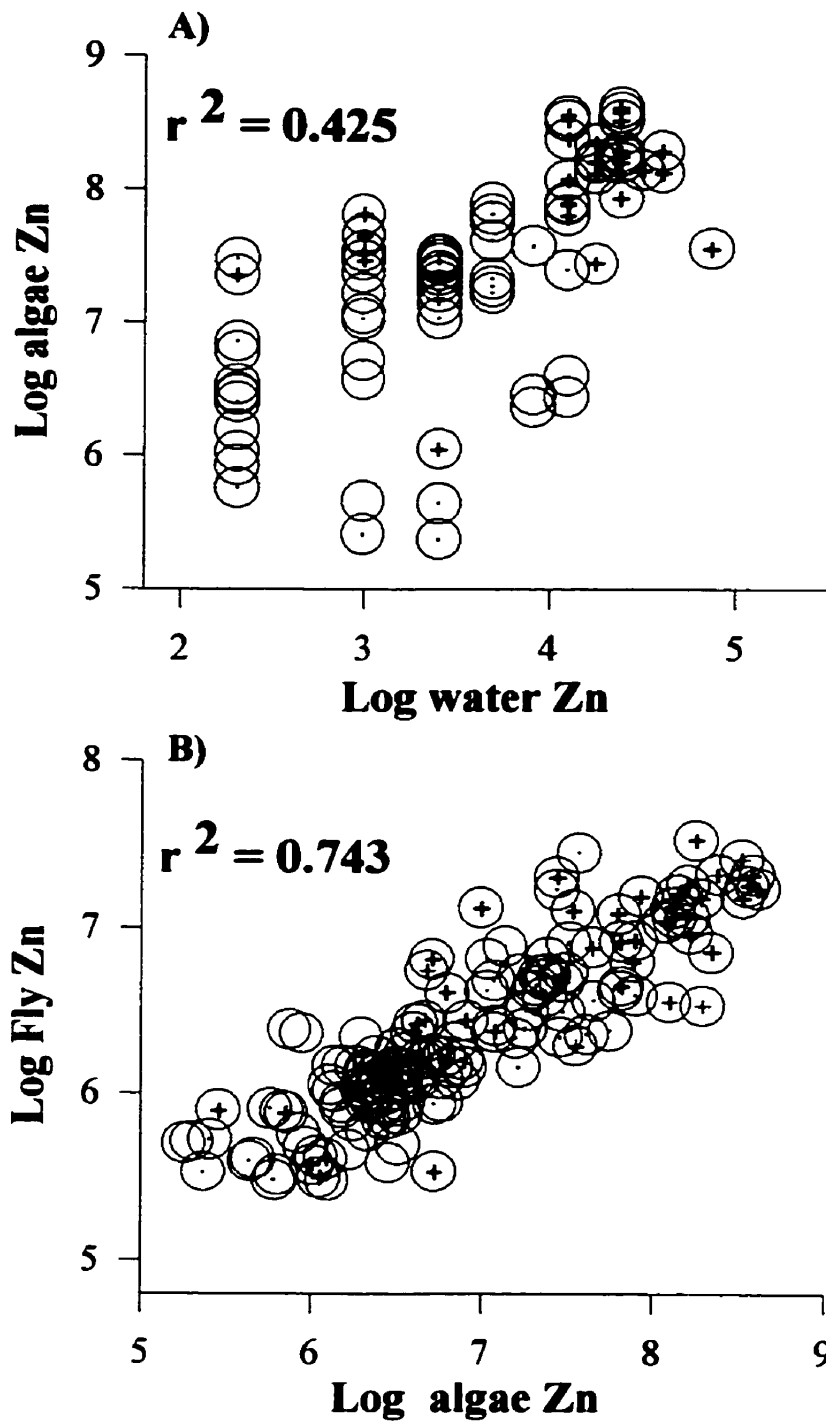 A)
9
r 2 = 0.425
8
7
6
5
Log algae Zn
2 3 4 5
Log water Zn
B)
8
r 2 = 0.743
7
6
5
Log Fly Zn
5 6 7 8 9
Log algae Zn